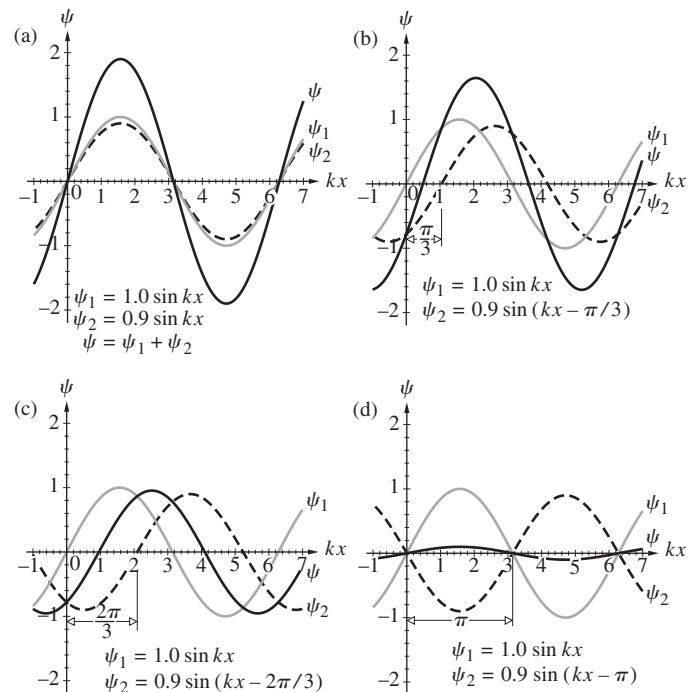 (a)
ψ
2
1
ψ
ψ1
ψ2
–1 0 1 2 3 4 5 6 7 kx
–1
–2
ψ1 = 1.0 sin kx
ψ2 = 0.9 sin kx
ψ = ψ1 + ψ2
(b)
ψ
2
1
ψ1
ψ
ψ2
–1 0 1 2 3 4 5 6 7 kx
π/3
–1
–2
ψ1 = 1.0 sin kx
ψ2 = 0.9 sin (kx – π/3)
(c)
ψ
2
1
ψ1
–1 0 1 2 3 4 5 6 7 kx
ψ
ψ2
2π/3
–1
–2
ψ1 = 1.0 sin kx
ψ2 = 0.9 sin (kx – 2π/3)
(d)
ψ
2
1
ψ1
ψ
–1 0 1 2 3 4 5 6 7 kx
ψ2
π
–1
–2
ψ1 = 1.0 sin kx
ψ2 = 0.9 sin (kx – π)